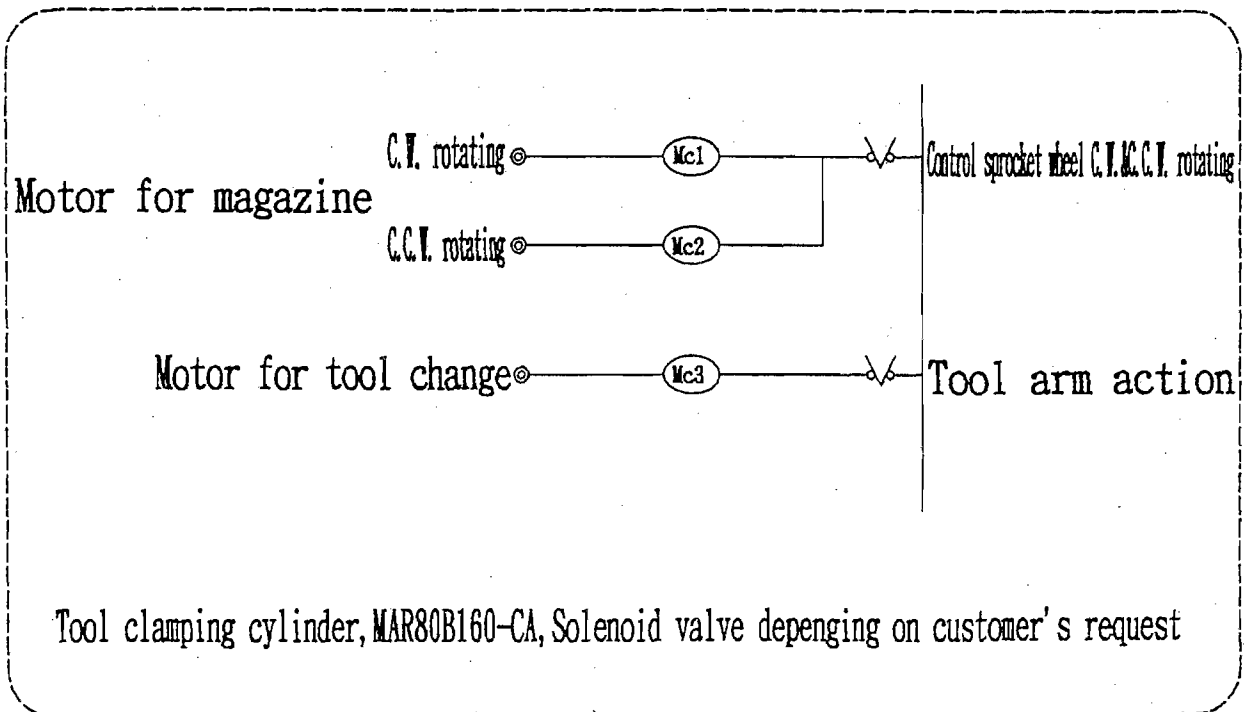 C.W. rotating
Mc1
Control sprocket wheel C.W.&C.C.W. rotating
Motor for magazine
C.C.W. rotating
Mc2
Motor for tool change
Mc3
Tool arm action
Tool clamping cylinder, MAR80B160-CA, Solenoid valve depenging on customer's request